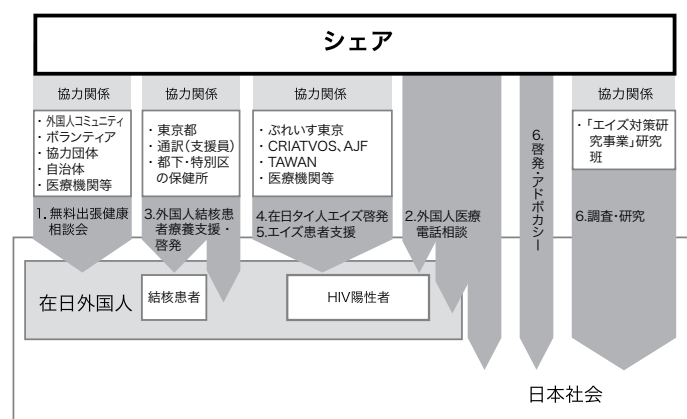 シェア
協力関係
・外国人コミュニティ
・ボランティア
・協力団体
・自治体
・医療機関等
1. 無料出張健康
相談会
協力関係
・東京都
・通訳(支援員)
・都下・特別区
の保健所
3.外国人結核患
者療養支援・
啓発
協力関係
・ぷれいす東京
・CRIATVOS、AJF
・TAWAN
・医療機関等
4.在日タイ人エイズ啓発
5.エイズ患者支援
2.外国人医療
電話相談
6.啓発・アドボカシー
協力関係
・「エイズ対策研
究事業」研究
班
6.調査・研究
在日外国人
結核患者
HIV陽性者
日本社会